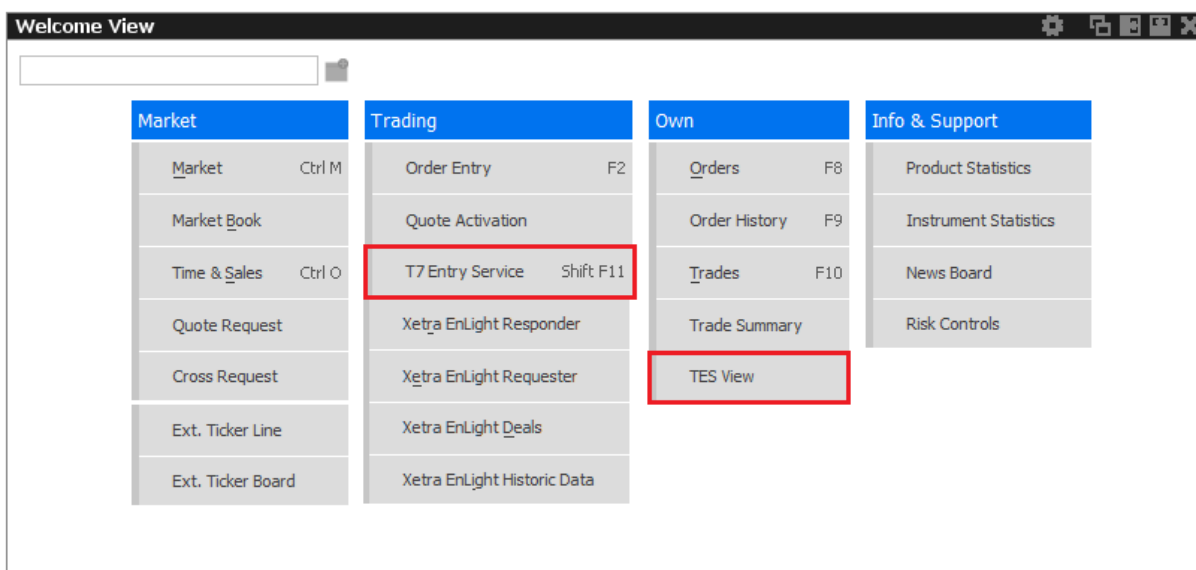 Welcome View
Market
Market Ctrl M
Market Book
Time & Sales Ctrl O
Quote Request
Cross Request
Ext. Ticker Line
Ext. Ticker Board
Trading
Order Entry F2
Quote Activation
T7 Entry Service Shift F11
Xetra EnLight Responder
Xetra EnLight Requester
Xetra EnLight Deals
Xetra EnLight Historic Data
Own
Orders F8
Order History F9
Trades F10
Trade Summary
TES View
Info & Support
Product Statistics
Instrument Statistics
News Board
Risk Controls